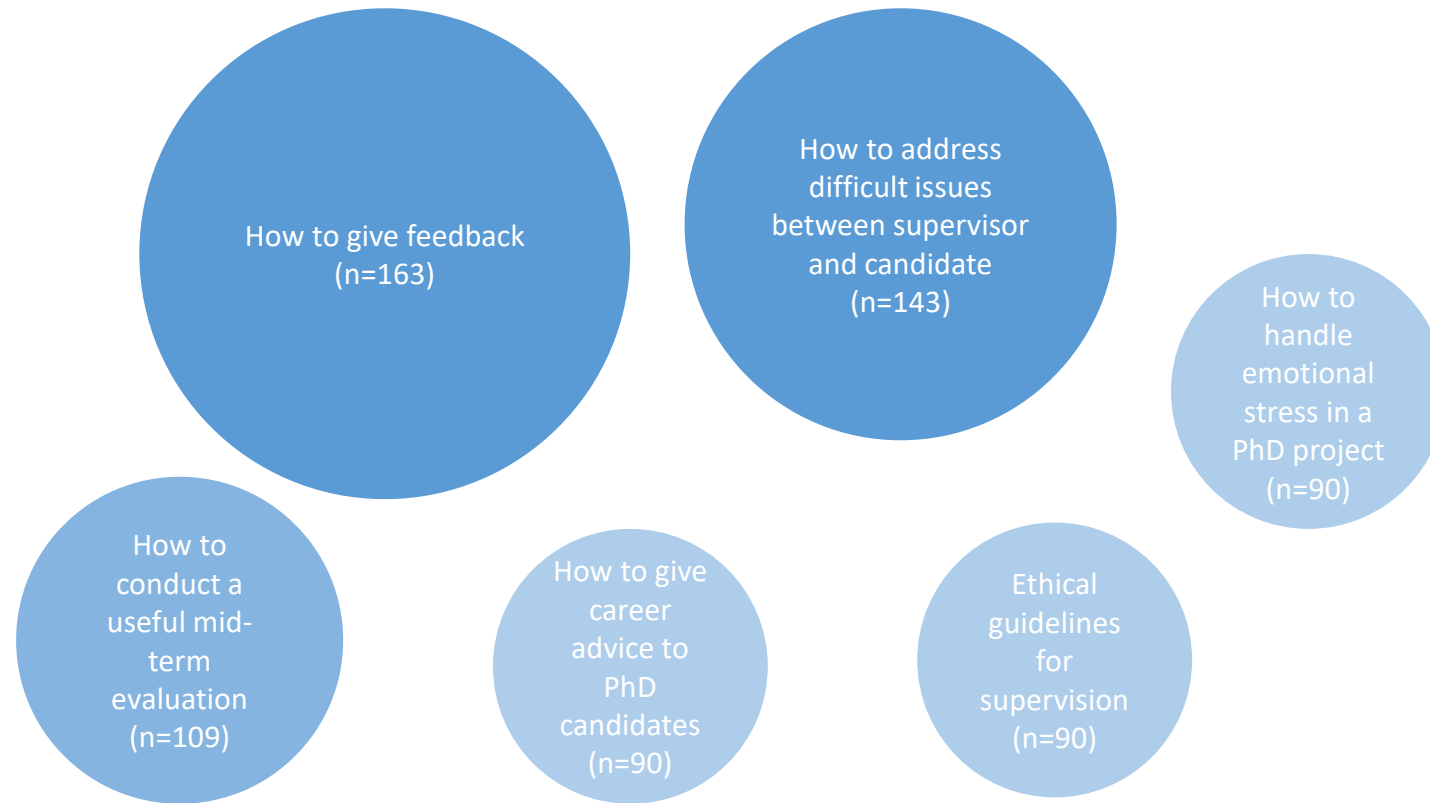 How to give feedback
(n=163)
How to address
difficult issues
between supervisor
and candidate
(n=143)
How to
handle
emotional
stress in a
PhD project
(n=90)
How to
conduct a
useful mid-
term
evaluation
(n=109)
How to give
career
advice to
PhD
candidates
(n=90)
Ethical
guidelines
for
supervision
(n=90)